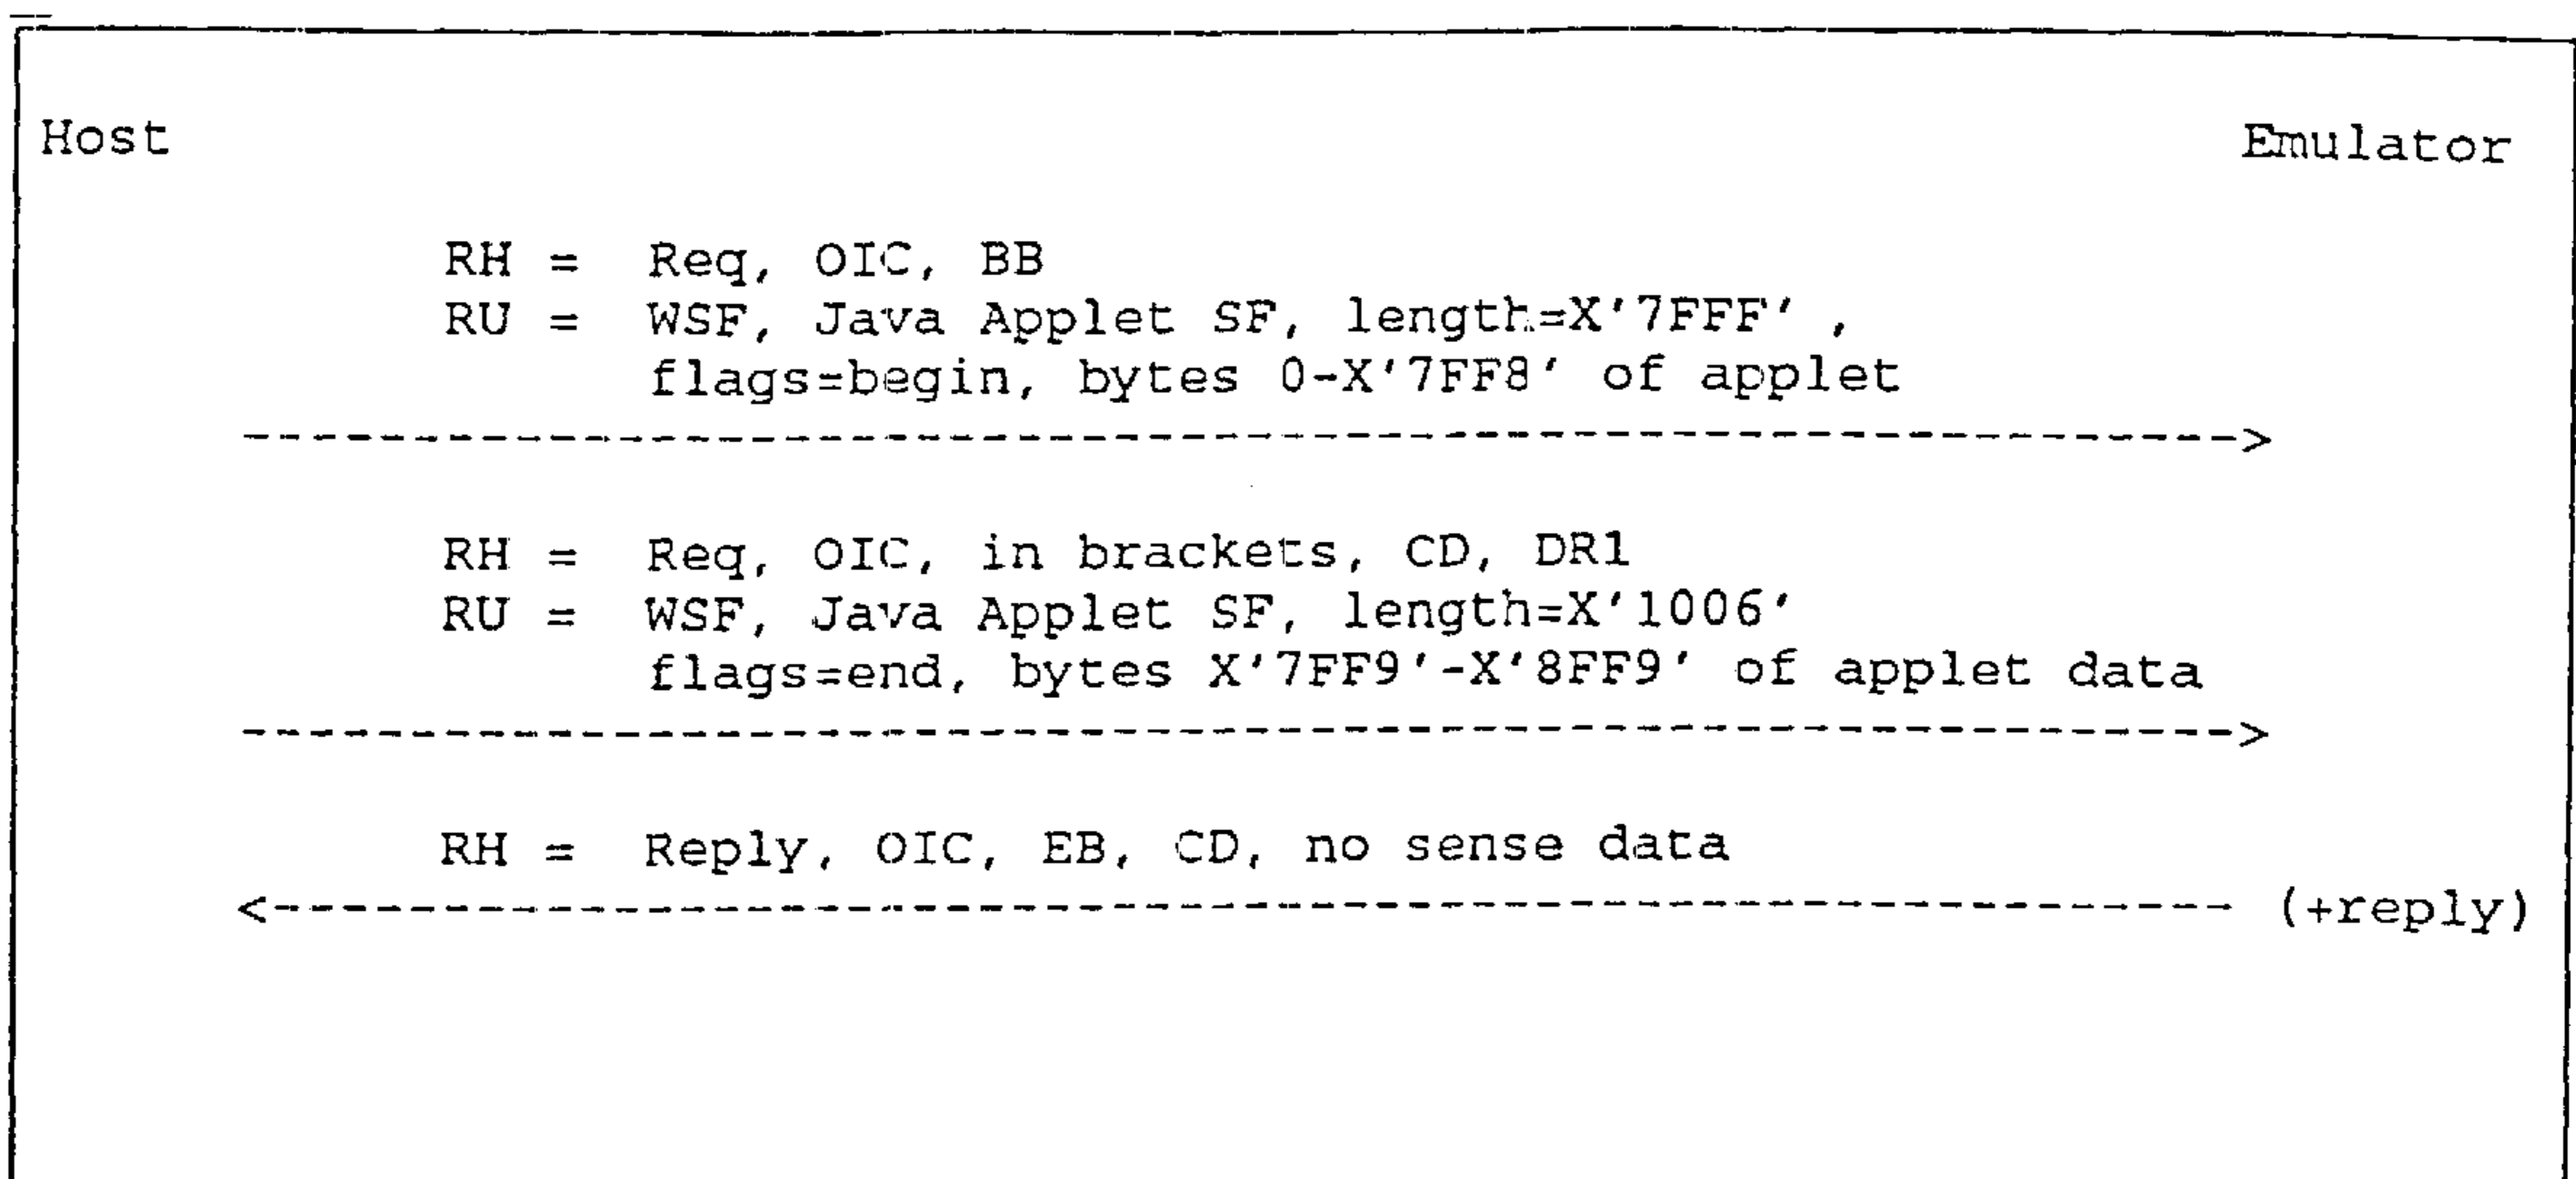 Host Emulator
RH = Req, OIC, BB
RU = WSF, Java Applet SF, length=X'7FFF' ,
flags=begin, bytes 0-X'7FF8' of applet
-----------------------------------------------------------> 
RH = Req, OIC, in brackets, CD, DR1
RU = WSF, Java Applet SF, length=X'1006'
flags=end, bytes X'7FF9'-X'8FF9' of applet data
----------------------------------------------------------->
RH = Reply, OIC, EB, CD, no sense data
<---------------------------------------------------------- (+reply)